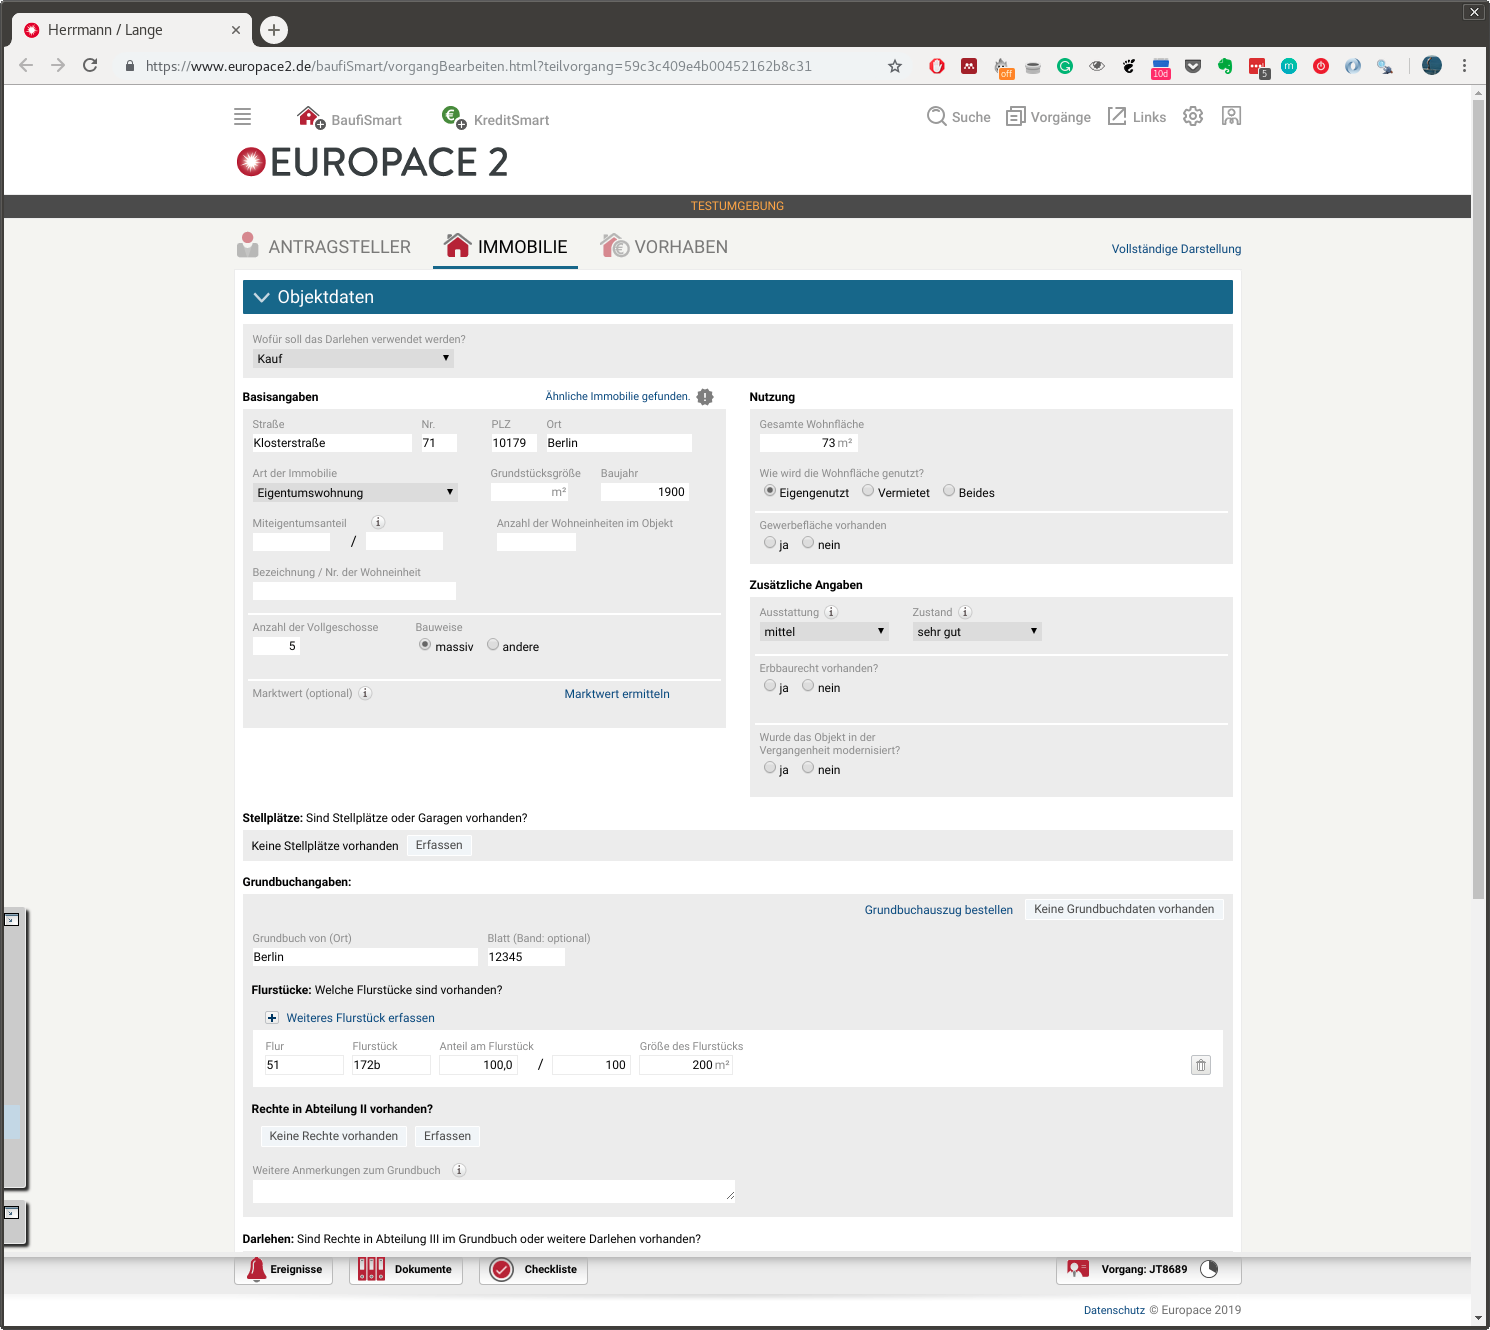 Herrmann / Lange
https://www.europace2.de/baufiSmart/vorgangBearbeiten.html?teilvorgang=59c3c409e4b00452162b8c31
off
10d
5
BaufiSmart
KreditSmart
Suche
Vorgänge
Links
EUROPACE 2
TESTUMGEBUNG
ANTRAGSTELLER
IMMOBILIE
VORHABEN
Vollständige Darstellung
Objektdaten
Wofür soll das Darlehen verwendet werden?
Kauf
Basisangaben
Ähnliche Immobilie gefunden.
Straße Nr. PLZ Ort
Klosterstraße 71 10179 Berlin
Art der Immobilie Grundstücksgröße Baujahr
Eigentumswohnung m² 1900
Miteigentumsanteil Anzahl der Wohneinheiten im Objekt
/
Bezeichnung / Nr. der Wohneinheit
Anzahl der Vollgeschosse Bauweise
5 massiv andere
Marktwert (optional) Marktwert ermitteln
Nutzung
Gesamte Wohnfläche
73 m²
Wie wird die Wohnfläche genutzt?
Eigengenutzt Vermietet Beides
Gewerbefläche vorhanden
ja nein
Zusätzliche Angaben
Ausstattung Zustand
mittel sehr gut
Erbbaurecht vorhanden?
ja nein
Wurde das Objekt in der
Vergangenheit modernisiert?
ja nein
Stellplätze: Sind Stellplätze oder Garagen vorhanden?
Keine Stellplätze vorhanden Erfassen
Grundbuchangaben:
Grundbuchauszug bestellen Keine Grundbuchdaten vorhanden
Grundbuch von (Ort) Blatt (Band: optional)
Berlin 12345
Flurstücke: Welche Flurstücke sind vorhanden?
Weiteres Flurstück erfassen
Flur Flurstück Anteil am Flurstück Größe des Flurstücks
51 172b 100,0 / 100 200 m²
Rechte in Abteilung II vorhanden?
Keine Rechte vorhanden Erfassen
Weitere Anmerkungen zum Grundbuch
Darlehen: Sind Rechte in Abteilung III im Grundbuch oder weitere Darlehen vorhanden?
Ereignisse Dokumente Checkliste Vorgang: JT8689
Datenschutz © Europace 2019